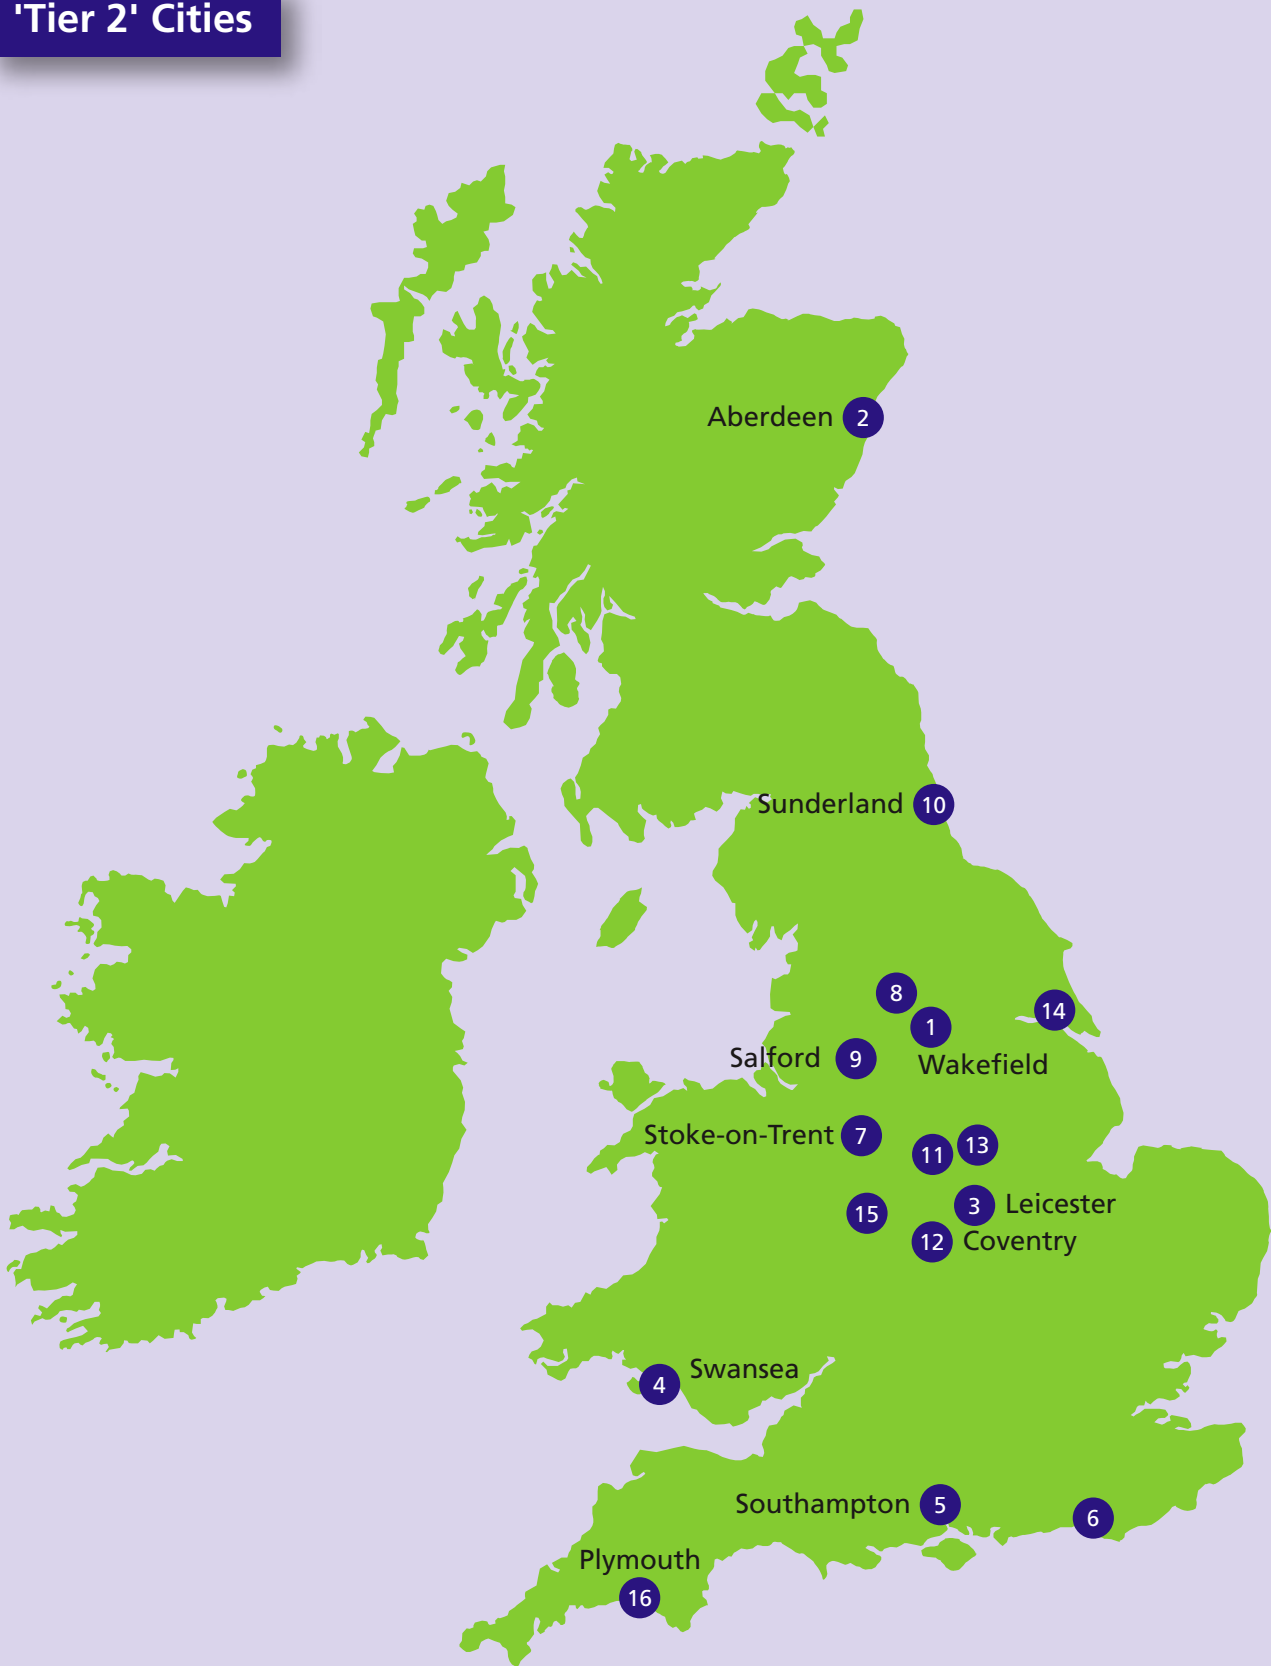 'Tier 2' Cities
Aberdeen 2
Sunderland 10
8
14
1
Salford 9
Wakefield
Stoke-on-Trent 7
13
11
3 Leicester
15
12 Coventry
Swansea
4
Southampton 5
6
Plymouth
16